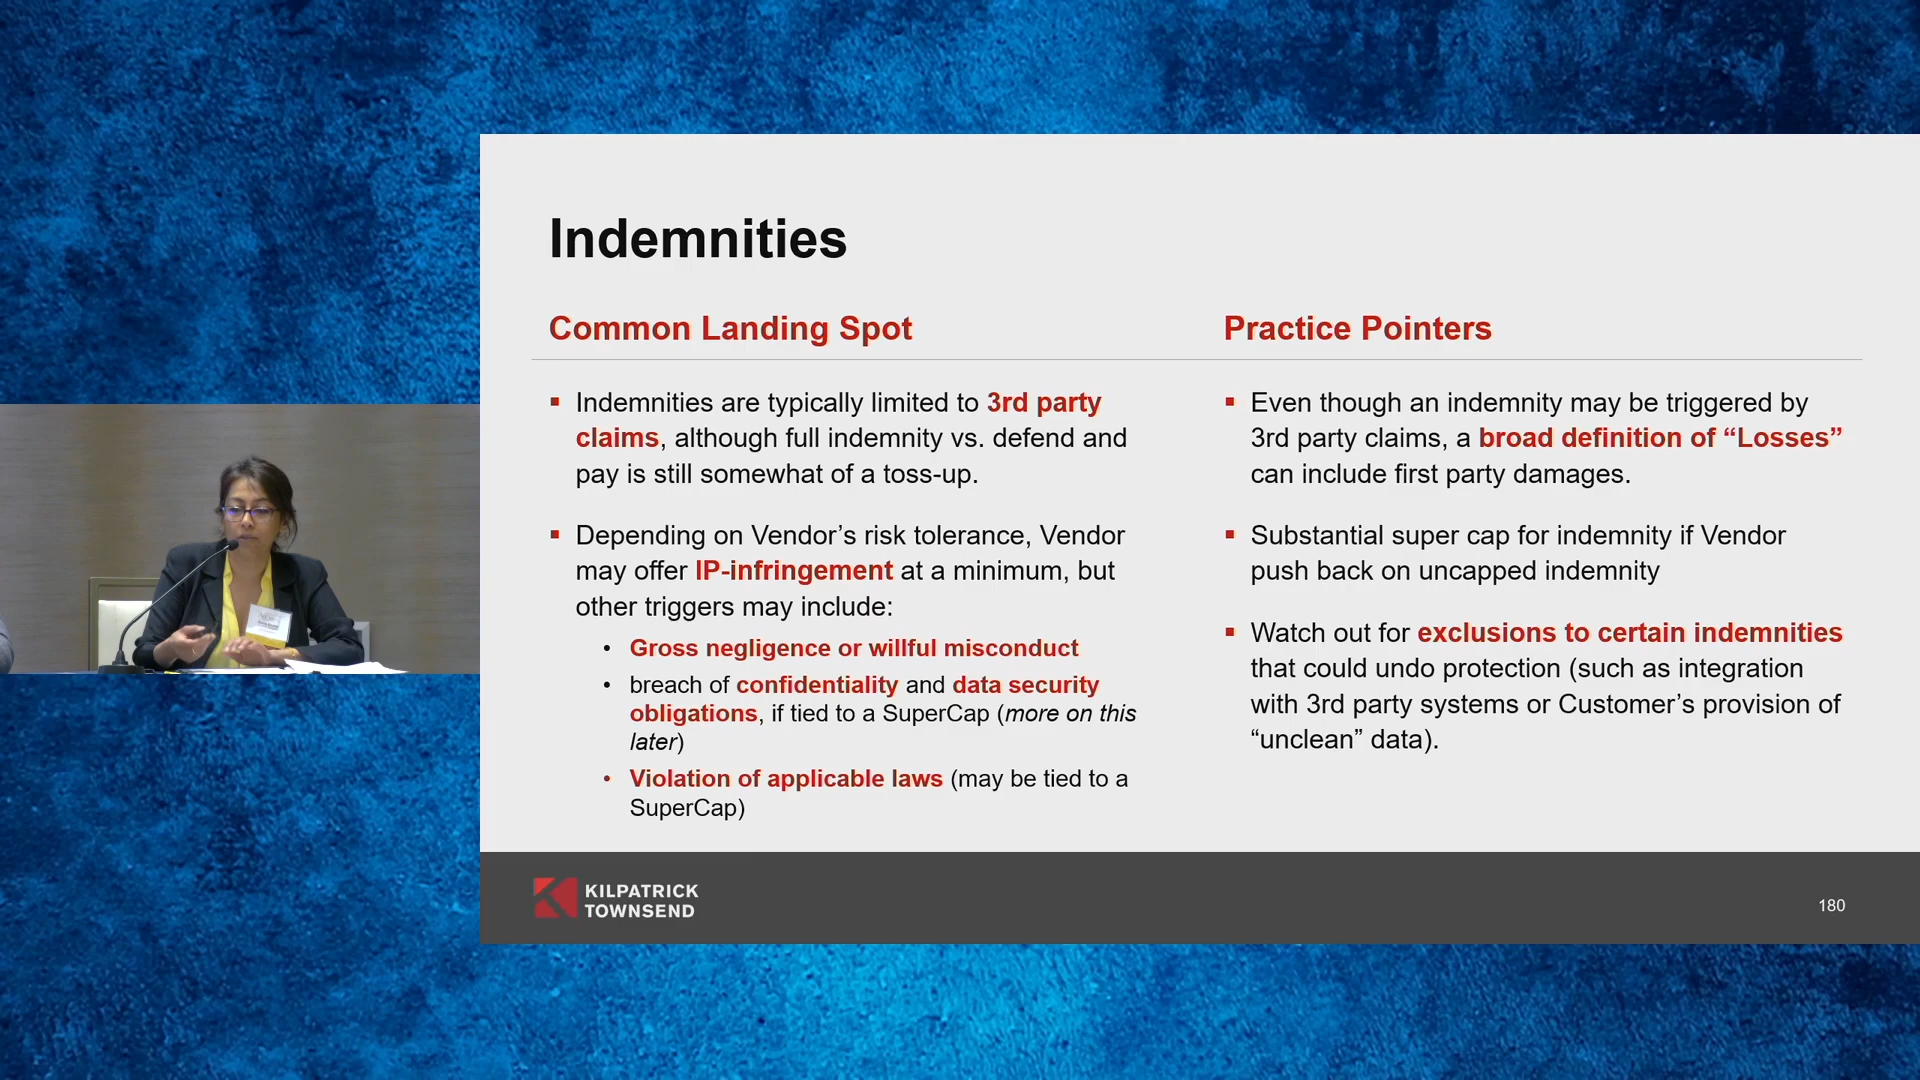 Indemnities
Common Landing Spot
Indemnities are typically limited to 3rd party
claims, although full indemnity vs. defend and
pay is still somewhat of a toss-up.
Depending on Vendor’s risk tolerance, Vendor
may offer IP-infringement at a minimum, but
other triggers may include:
Gross negligence or willful misconduct
breach of confidentiality and data security
obligations, if tied to a SuperCap (more on this
later)
Violation of applicable laws (may be tied to a
SuperCap)
Practice Pointers
Even though an indemnity may be triggered by
3rd party claims, a broad definition of “Losses”
can include first party damages.
Substantial super cap for indemnity if Vendor
push back on uncapped indemnity
Watch out for exclusions to certain indemnities
that could undo protection (such as integration
with 3rd party systems or Customer’s provision of
“unclean” data).
KILPATRICK
TOWNSEND
180